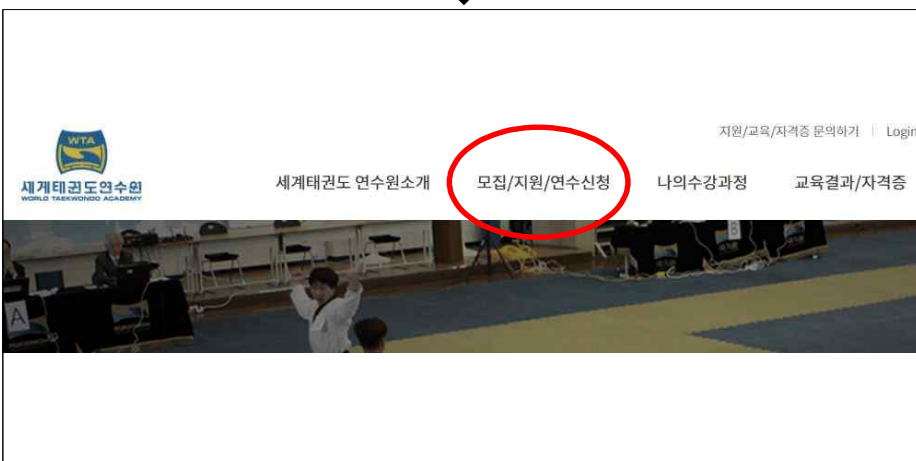 지원/교육/자격증 문의하기 Login
WTA
세계태권도연수원
WORLD TAEKWONDO ACADEMY
세계태권도 연수원소개 모집/지원/연수신청 나의수강과정 교육결과/자격증
B
A